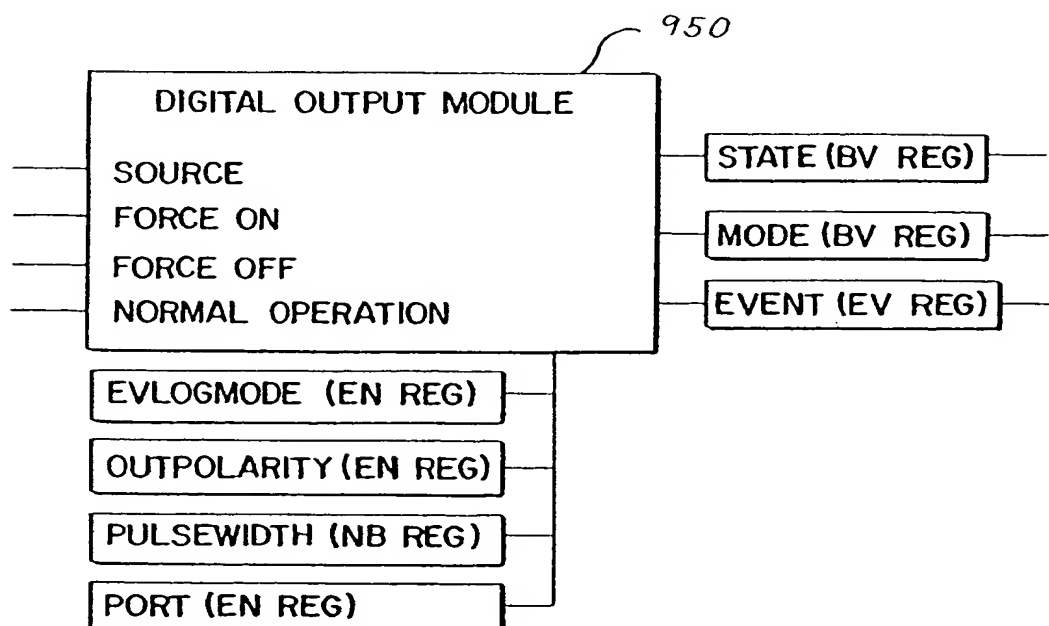 950
DIGITAL OUTPUT MODULE
SOURCE
FORCE ON
FORCE OFF
NORMAL OPERATION
STATE (BV REG)
MODE (BV REG)
EVENT (EV REG)
EVLOGMODE (EN REG)
OUTPOLARITY (EN REG)
PULSEWIDTH (NB REG)
PORT (EN REG)